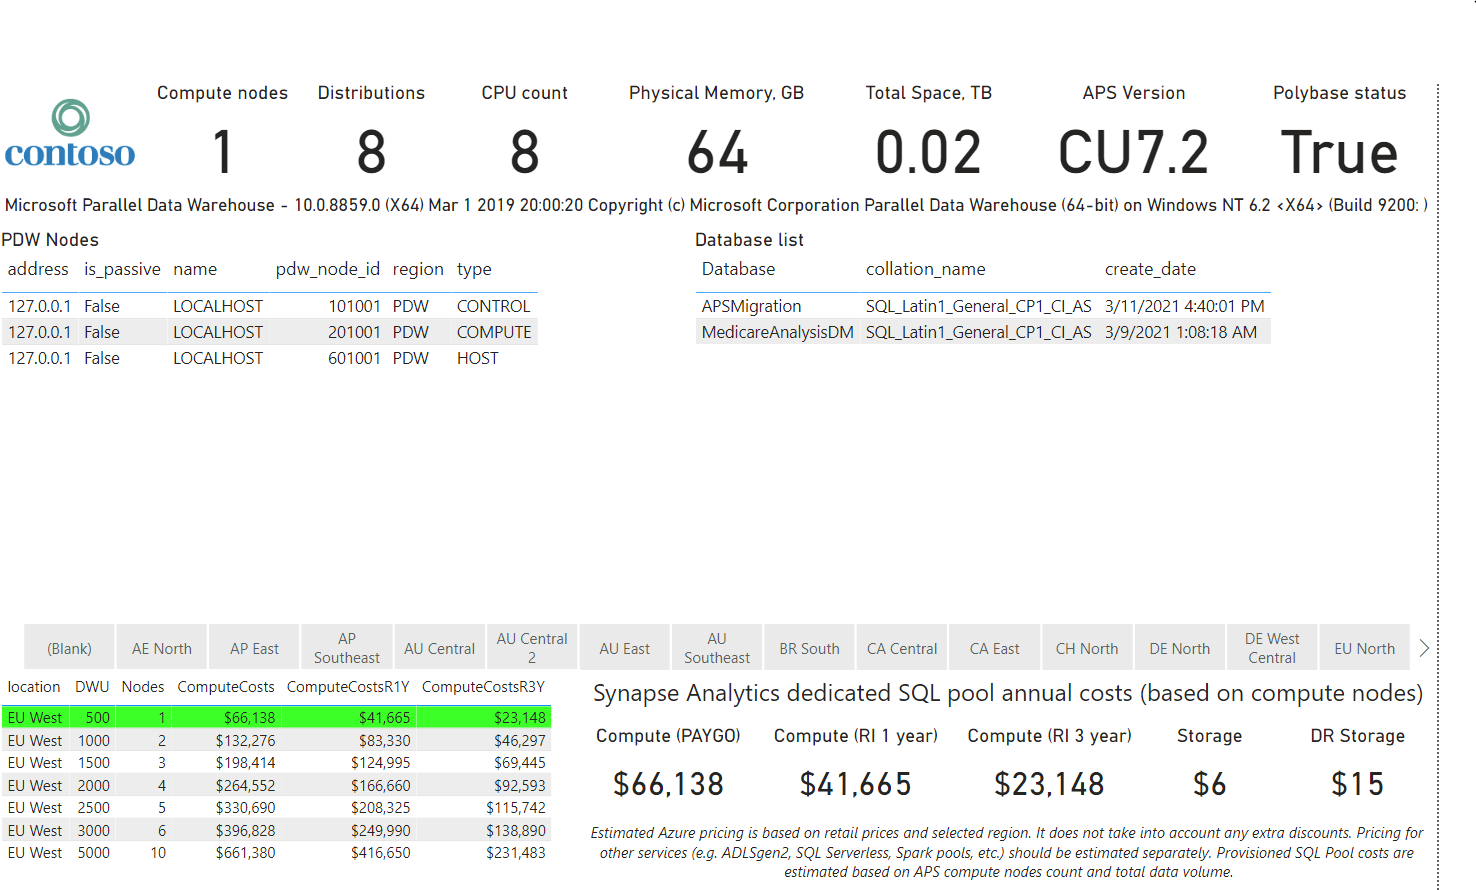 Compute nodes Distributions CPU count Physical Memory, GB Total Space, TB APS Version Polybase status
contoso 1 8 8 64 0.02 CU7.2 True
Microsoft Parallel Data Warehouse - 10.0.8859.0 (X64) Mar 1 2019 20:00:20 Copyright (c) Microsoft Corporation Parallel Data Warehouse (64-bit) on Windows NT 6.2 <X64> (Build 9200: )
PDW Nodes
address is_passive name pdw_node_id region type
127.0.0.1 False LOCALHOST 101001 PDW CONTROL
127.0.0.1 False LOCALHOST 201001 PDW COMPUTE
127.0.0.1 False LOCALHOST 601001 PDW HOST
Database list
Database collation_name create_date
APSMigration SQL_Latin1_General_CP1_CI_AS 3/11/2021 4:40:01 PM
MedicareAnalysisDM SQL_Latin1_General_CP1_CI_AS 3/9/2021 1:08:18 AM
(Blank)
AE North
AP East
AP
Southeast
AU Central
AU Central
2
AU East
AU
Southeast
BR South
CA Central
CA East
CH North
DE North
DE West
Central
EU North
location DWU Nodes ComputeCosts ComputeCostsR1Y ComputeCostsR3Y
EU West 500 1 $66,138 $41,665 $23,148
EU West 1000 2 $132,276 $83,330 $46,297
EU West 1500 3 $198,414 $124,995 $69,445
EU West 2000 4 $264,552 $166,660 $92,593
EU West 2500 5 $330,690 $208,325 $115,742
EU West 3000 6 $396,828 $249,990 $138,890
EU West 5000 10 $661,380 $416,650 $231,483
Synapse Analytics dedicated SQL pool annual costs (based on compute nodes)
Compute (PAYGO) Compute (RI 1 year) Compute (RI 3 year) Storage DR Storage
$66,138 $41,665 $23,148 $6 $15
Estimated Azure pricing is based on retail prices and selected region. It does not take into account any extra discounts. Pricing for
other services (e.g. ADLSgen2, SQL Serverless, Spark pools, etc.) should be estimated separately. Provisioned SQL Pool costs are
estimated based on APS compute nodes count and total data volume.